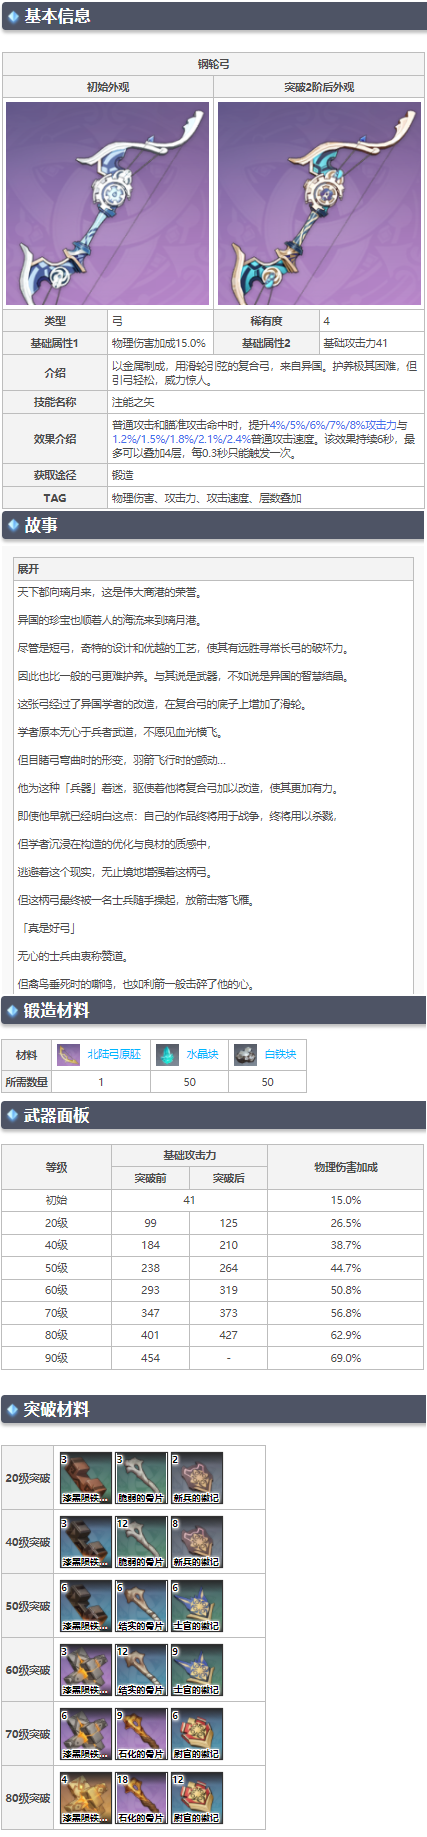 基本信息
钢轮弓
初始外观 突破2阶后外观
类型 弓 稀有度 4
基础属性1 物理伤害加成15.0% 基础属性2 基础攻击力41
介绍 以金属制成，用滑轮引弦的复合弓，来自异国。护养极其困难，但
引弓轻松，威力惊人。
技能名称 注能之矢
效果介绍 普通攻击和瞄准攻击命中时，提升4%/5%/6%/7%/8%攻击力与
1.2%/1.5%/1.8%/2.1%/2.4%普通攻击速度。该效果持续6秒，最
多可以叠加4层，每0.3秒只能触发一次。
获取途径 锻造
TAG 物理伤害、攻击力、攻击速度、层数叠加
故事
展开
天下都向璃月来，这是伟大商港的荣誉。
异国的珍宝也顺着人的海流来到璃月港。
尽管是短弓，奇特的设计和优越的工艺，使其有远胜寻常长弓的破坏力。
因此也比一般的弓更难护养。与其说是武器，不如说是异国的智慧结晶。
这张弓经过了异国学者的改造，在复合弓的底子上增加了滑轮。
学者原本无心于兵者武道，不愿见血光横飞。
但目睹弓弯曲时的形变，羽箭飞行时的颤动…
他为这种「兵器」着迷，驱使着他将复合弓加以改造，使其更加有力。
即使他早就已经明白这点：自己的作品终将用于战争，终将用以杀戮，
但学者沉浸在构造的优化与良材的质感中，
逃避着这个现实，无止境地增强着这柄弓。
但这柄弓最终被一名士兵随手操起，放箭击落飞雁。
「真是好弓」
无心的士兵由衷称赞道。
但禽鸟垂死时的嘶鸣，也如利箭一般击碎了他的心。
锻造材料
材料 北陆弓原胚 水晶块 白铁块
所需数量 1 50 50
武器面板
等级 基础攻击力 物理伤害加成
突破前 突破后
初始 41 15.0%
20级 99 125 26.5%
40级 184 210 38.7%
50级 238 264 44.7%
60级 293 319 50.8%
70级 347 373 56.8%
80级 401 427 62.9%
90级 454 - 69.0%
突破材料
3 3 2
20级突破
漆黑陨铁... 脆弱的骨片 新兵的徽记
3 12 8
40级突破
漆黑陨铁... 脆弱的骨片 新兵的徽记
6 6 6
50级突破
漆黑陨铁... 结实的骨片 士官的徽记
3 12 9
60级突破
漆黑陨铁... 结实的骨片 士官的徽记
6 9 6
70级突破
漆黑陨铁... 石化的骨片 尉官的徽记
4 18 12
80级突破
漆黑陨铁... 石化的骨片 尉官的徽记